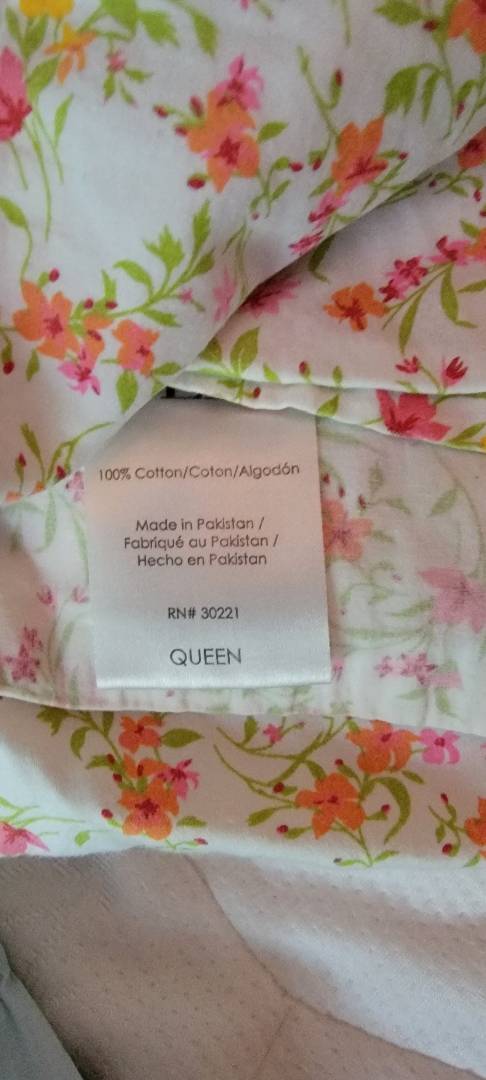 100% Cotton/Coton/Algodón
Made in Pakistan /
Fabriqué au Pakistan /
Hecho en Pakistan
RN# 30221
QUEEN